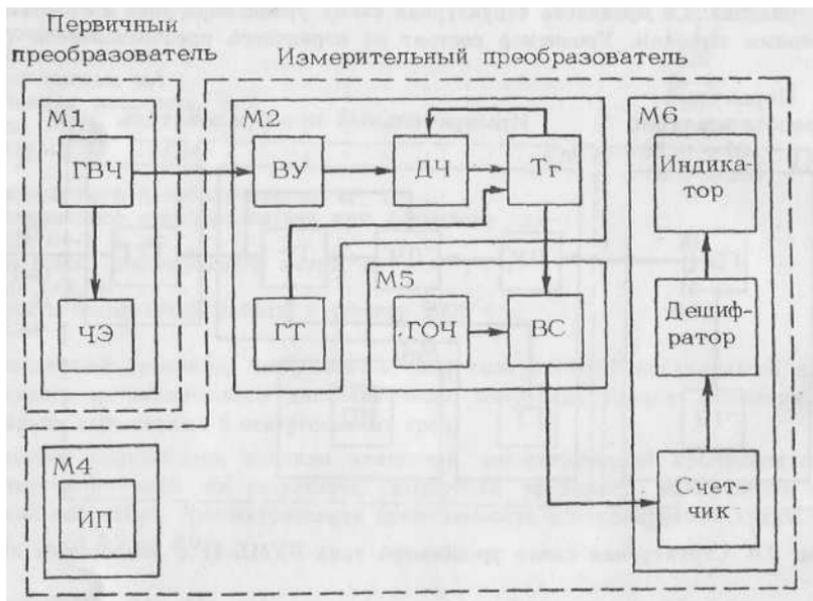 Первичный
преобразователь
Измерительный преобразователь
М1
М2
М6
ГВЧ
ВУ
ДЧ
Тг
Индика-
тор
М5
ЧЭ
ГТ
ГОЧ
ВС
Дешиф-
ратор
М4
ИП
Счет-
чик